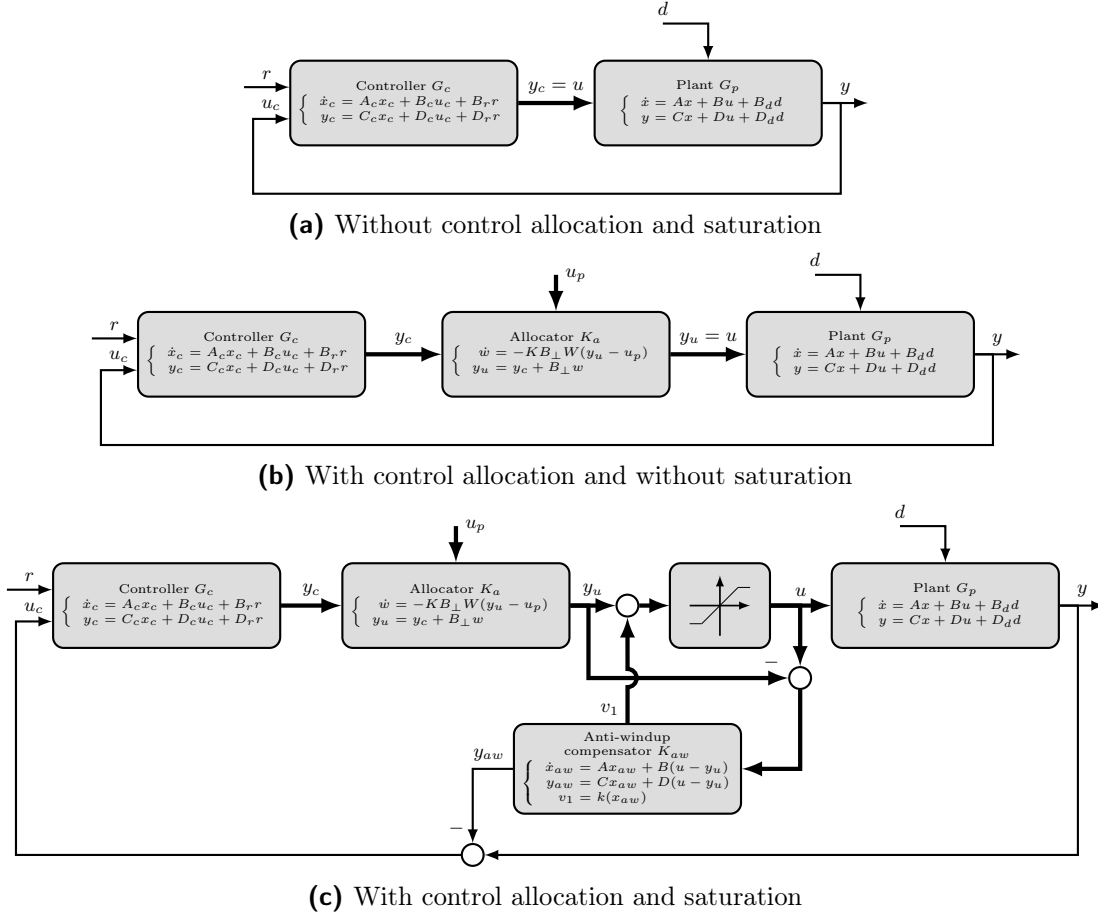 d
Controller G_c
r
ẋ_c = A_c x_c + B_c u_c + B_r r
u_c
y_c = C_c x_c + D_c u_c + D_r r
y_c = u
Plant G_p
ẋ = Ax + Bu + B_d d
y = Cx + Du + D_d d
y
(a) Without control allocation and saturation
u_p
d
r
u_c
Controller G_c
ẋ_c = A_c x_c + B_c u_c + B_r r
y_c = C_c x_c + D_c u_c + D_r r
y_c
Allocator K_a
ẇ = −KB_⊥W(y_u − u_p)
y_u = y_c + B_⊥w
y_u = u
Plant G_p
ẋ = Ax + Bu + B_d d
y = Cx + Du + D_d d
y
(b) With control allocation and without saturation
u_p
d
r
u_c
Controller G_c
ẋ_c = A_c x_c + B_c u_c + B_r r
y_c = C_c x_c + D_c u_c + D_r r
y_c
Allocator K_a
ẇ = −KB_⊥W(y_u − u_p)
y_u = y_c + B_⊥w
y_u
u
Plant G_p
ẋ = Ax + Bu + B_d d
y = Cx + Du + D_d d
y
−
v_1
Anti-windup
compensator K_aw
ẋ_aw = Ax_aw + B(u − y_u)
y_aw = Cx_aw + D(u − y_u)
v_1 = k(x_aw)
y_aw
−
(c) With control allocation and saturation